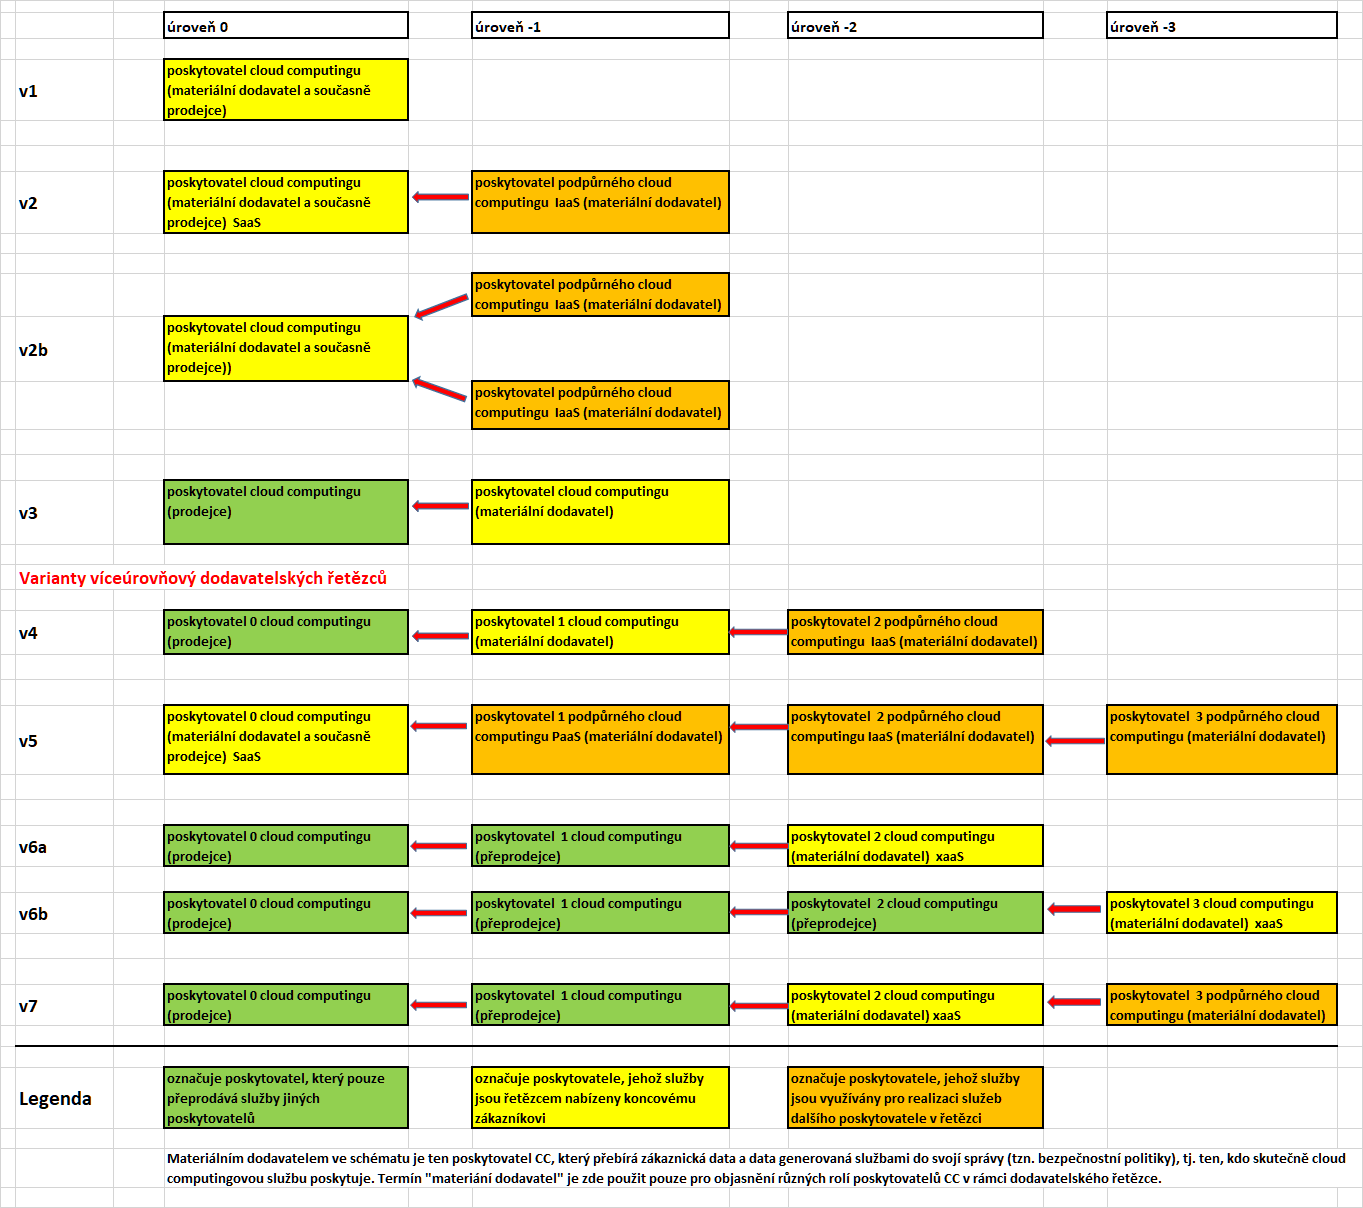 úroveň 0
úroveň -1
úroveň -2
úroveň -3
v1
poskytovatel cloud computingu
(materiální dodavatel a současně
prodejce)
v2
poskytovatel cloud computingu
(materiální dodavatel a současně
prodejce)  SaaS
poskytovatel podpůrného cloud
computingu  IaaS (materiální dodavatel)
v2b
poskytovatel cloud computingu
(materiální dodavatel a současně
prodejce))
poskytovatel podpůrného cloud
computingu  IaaS (materiální dodavatel)
poskytovatel podpůrného cloud
computingu  IaaS (materiální dodavatel)
v3
poskytovatel cloud computingu
(prodejce)
poskytovatel cloud computingu
(materiální dodavatel)
Varianty víceúrovňový dodavatelských řetězců
v4
poskytovatel 0 cloud computingu
(prodejce)
poskytovatel 1 cloud computingu
(materiální dodavatel)
poskytovatel 2 podpůrného cloud
computingu  IaaS (materiální dodavatel)
v5
poskytovatel 0 cloud computingu
(materiální dodavatel a současně
prodejce)  SaaS
poskytovatel 1 podpůrného cloud
computingu PaaS (materiální dodavatel)
poskytovatel  2 podpůrného cloud
computingu IaaS (materiální dodavatel)
poskytovatel  3 podpůrného cloud
computingu (materiální dodavatel)
v6a
poskytovatel 0 cloud computingu
(prodejce)
poskytovatel  1 cloud computingu
(přeprodejce)
poskytovatel 2 cloud computingu
(materiální dodavatel)  xaaS
v6b
poskytovatel 0 cloud computingu
(prodejce)
poskytovatel  1 cloud computingu
(přeprodejce)
poskytovatel  2 cloud computingu
(přeprodejce)
poskytovatel 3 cloud computingu
(materiální dodavatel)  xaaS
v7
poskytovatel 0 cloud computingu
(prodejce)
poskytovatel  1 cloud computingu
(přeprodejce)
poskytovatel 2 cloud computingu
(materiální dodavatel) xaaS
poskytovatel  3 podpůrného cloud
computingu (materiální dodavatel)
Legenda
označuje poskytovatel, který pouze
přeprodává služby jiných
poskytovatelů
označuje poskytovatele, jehož služby
jsou řetězcem nabízeny koncovému
zákazníkovi
označuje poskytovatele, jehož služby
jsou využívány pro realizaci služeb
dalšího poskytovatele v řetězci
Materiálním dodavatelem ve schématu je ten poskytovatel CC, který přebírá zákaznická data a data generovaná službami do svojí správy (tzn. bezpečnostní politiky), tj. ten, kdo skutečně cloud
computingovou službu poskytuje. Termín "materiání dodavatel" je zde použit pouze pro objasnění různých rolí poskytovatelů CC v rámci dodavatelského řetězce.